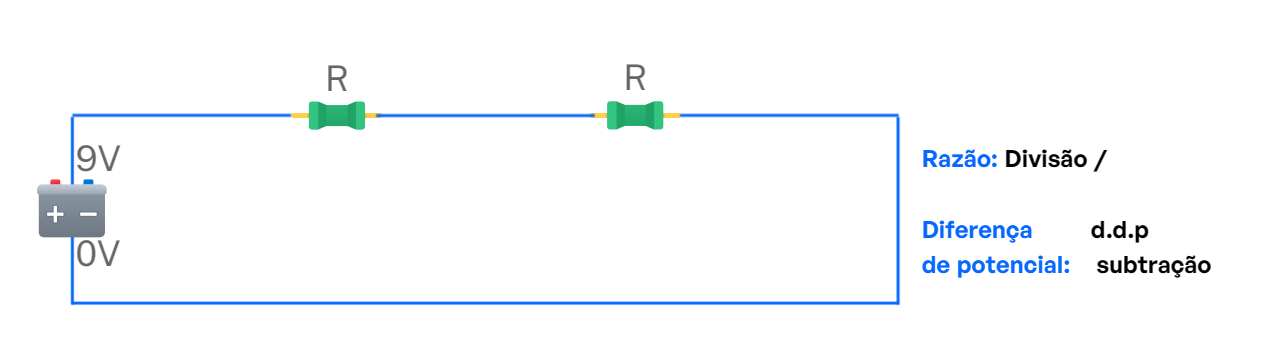 R
R
9V
+ −
0V
Razão: Divisão /
Diferença d.d.p
de potencial: subtração